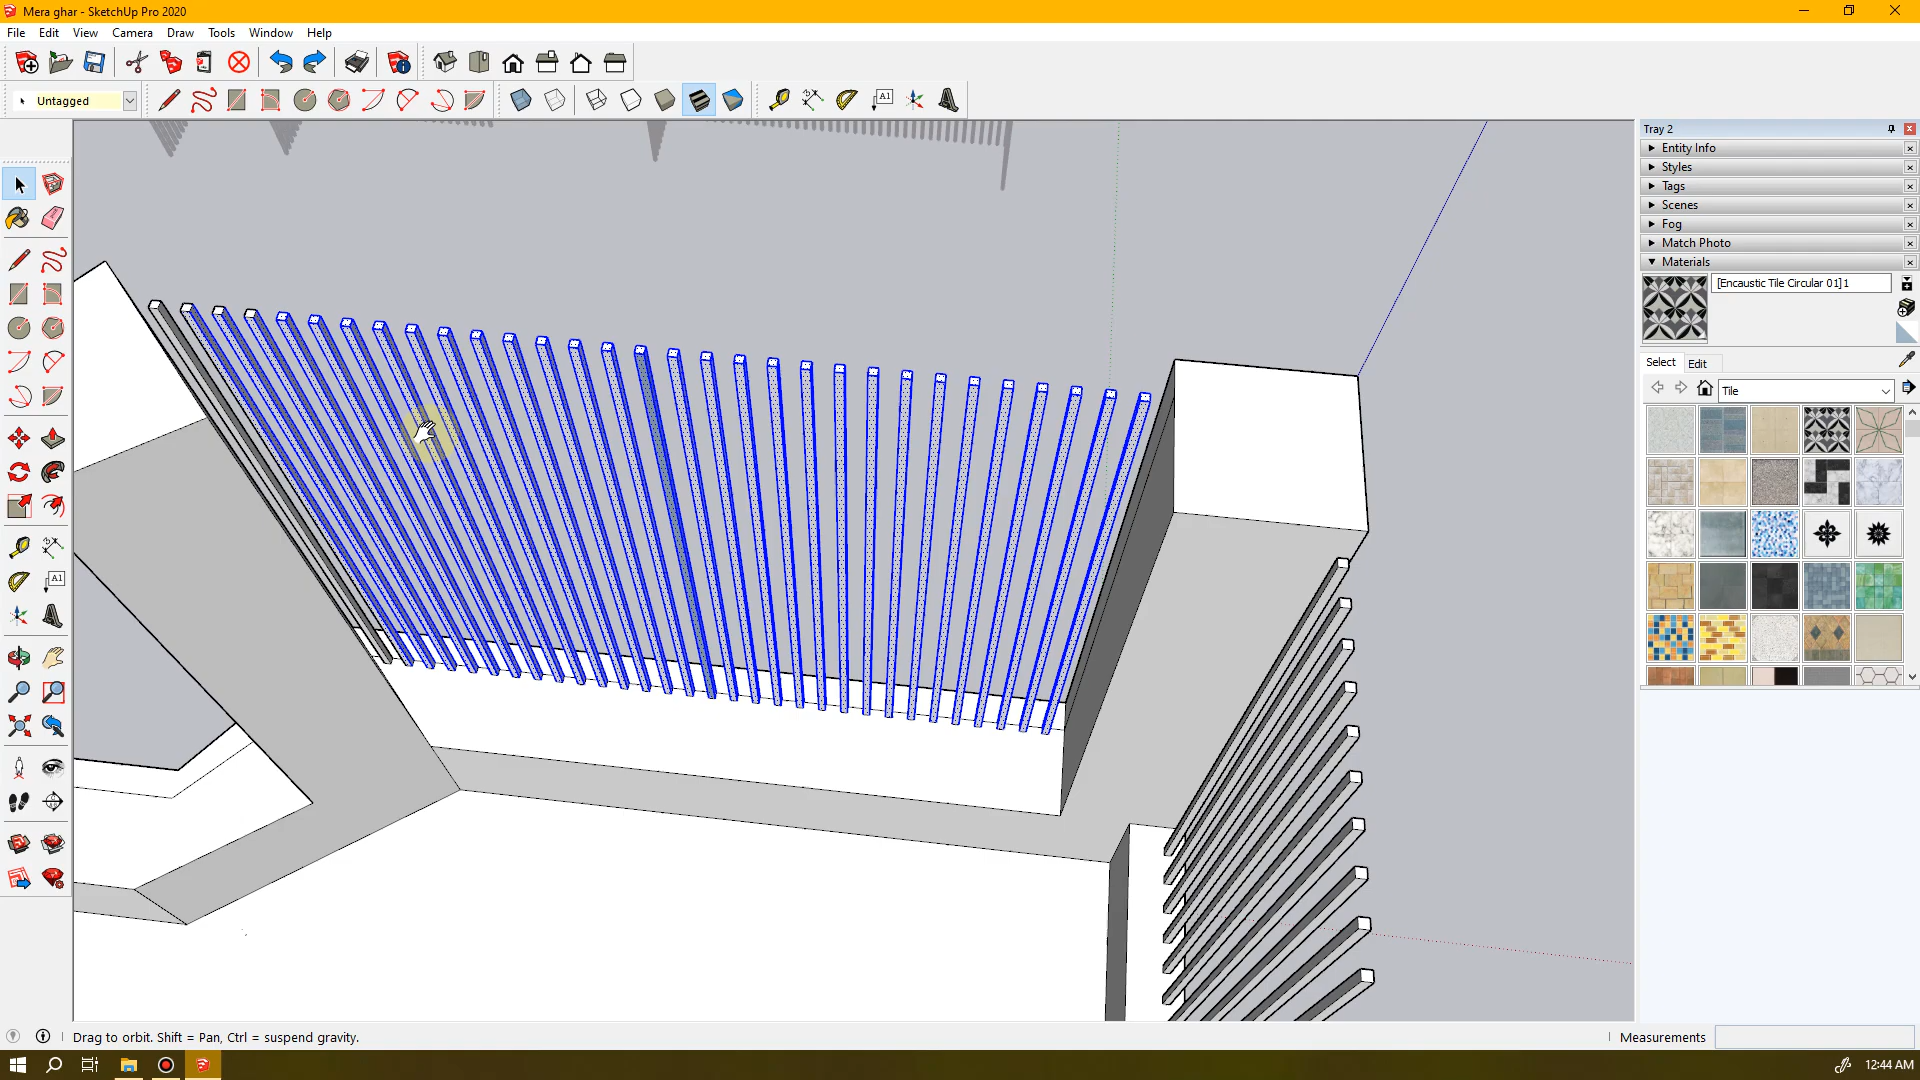 Mera ghar - SketchUp Pro 2020
File Edit View Camera Draw Tools Window Help
Untagged
A1
Tray 2
Entity Info
Styles
Tags
Scenes
Fog
Match Photo
Materials
[Encaustic Tile Circular 01]1
Select Edit
Tile
A1
Drag to orbit. Shift = Pan, Ctrl = suspend gravity.
Measurements
12:44 AM